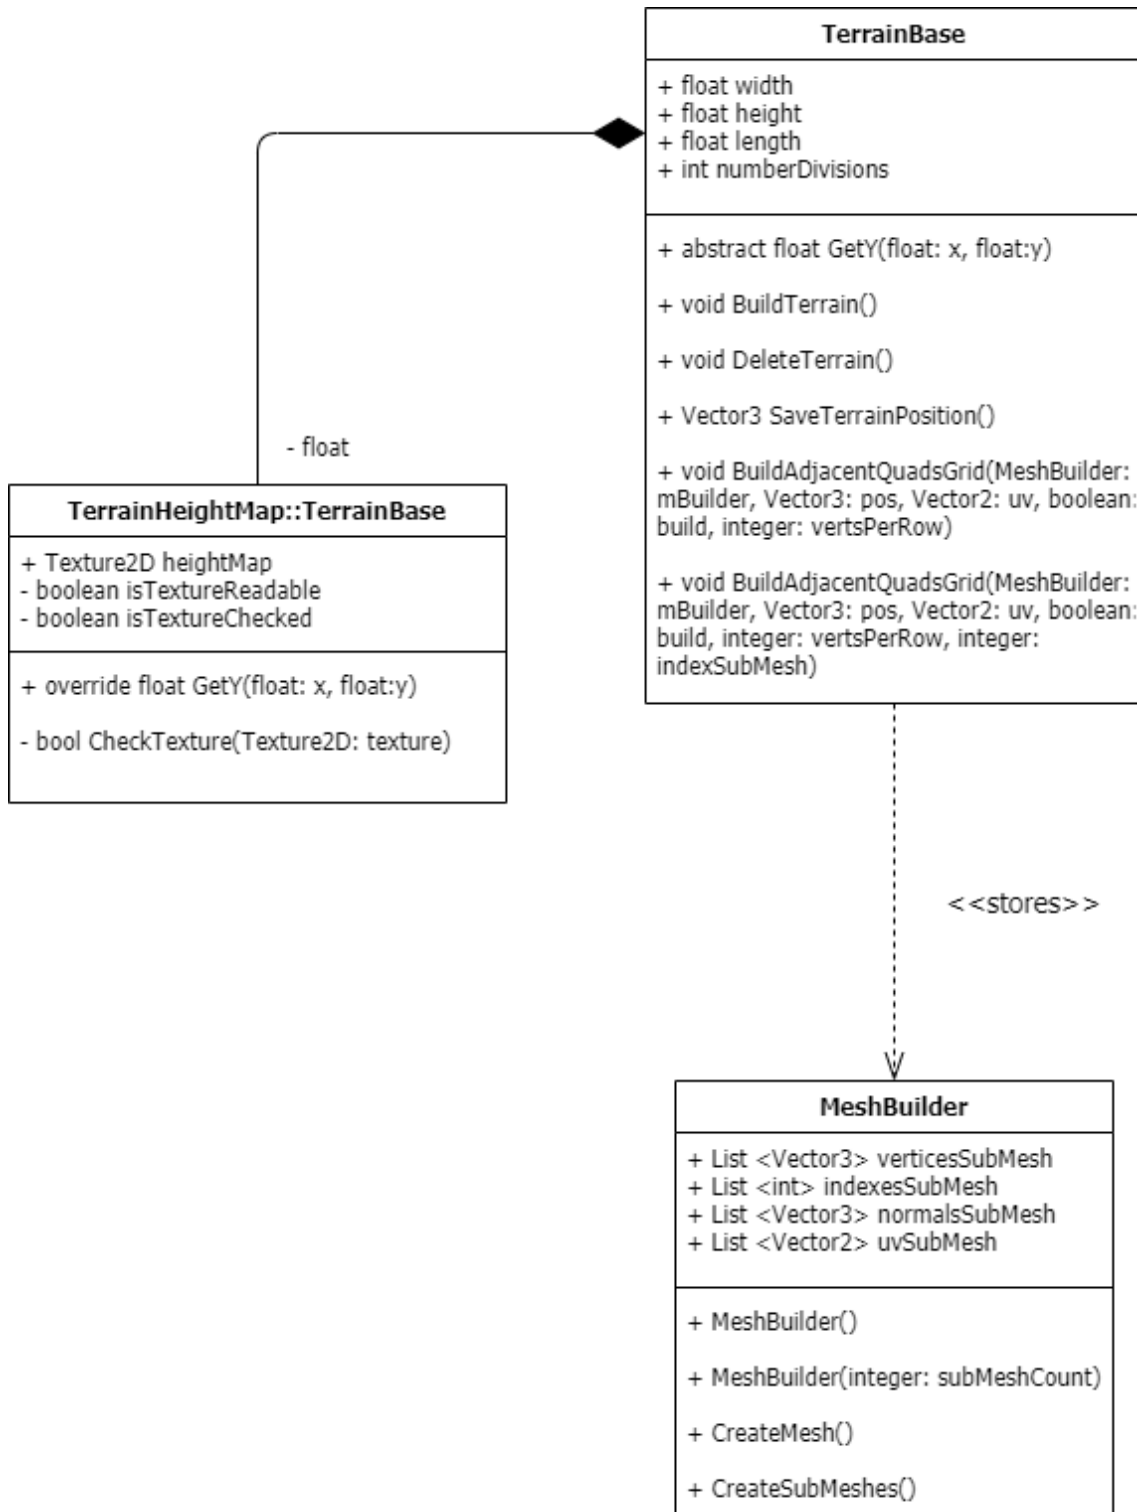 TerrainBase
+ float width
+ float height
+ float length
+ int numberDivisions
+ abstract float GetY(float: x, float:y)
+ void BuildTerrain()
+ void DeleteTerrain()
+ Vector3 SaveTerrainPosition()
+ void BuildAdjacentQuadsGrid(MeshBuilder:
mBuilder, Vector3: pos, Vector2: uv, boolean:
build, integer: vertsPerRow)
+ void BuildAdjacentQuadsGrid(MeshBuilder:
mBuilder, Vector3: pos, Vector2: uv, boolean:
build, integer: vertsPerRow, integer:
indexSubMesh)
- float
TerrainHeightMap::TerrainBase
+ Texture2D heightMap
- boolean isTextureReadable
- boolean isTextureChecked
+ override float GetY(float: x, float:y)
- bool CheckTexture(Texture2D: texture)
<<stores>>
MeshBuilder
+ List <Vector3> verticesSubMesh
+ List <int> indexesSubMesh
+ List <Vector3> normalsSubMesh
+ List <Vector2> uvSubMesh
+ MeshBuilder()
+ MeshBuilder(integer: subMeshCount)
+ CreateMesh()
+ CreateSubMeshes()